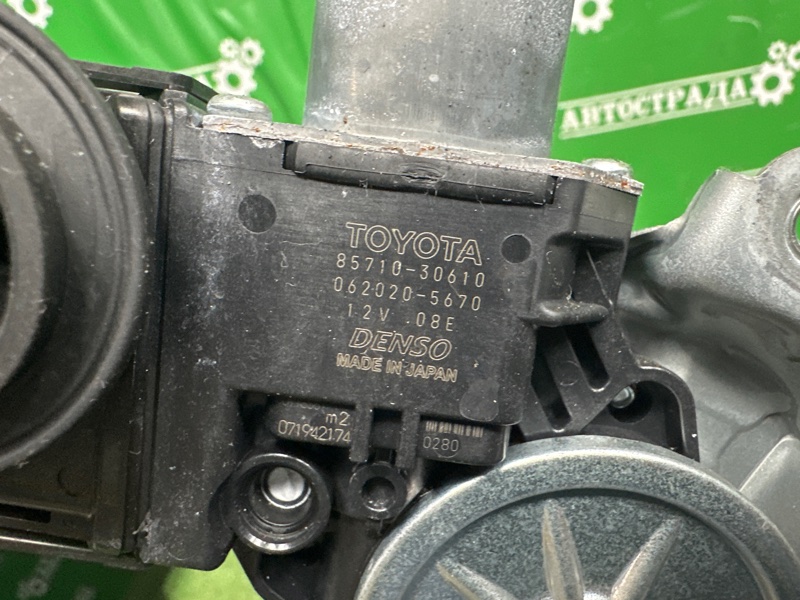 АВТОСТРАДА
TOYOTA
85710-30610
062020-5670
12V 08E
DENSO
MADE IN JAPAN
m2
071942174
0280